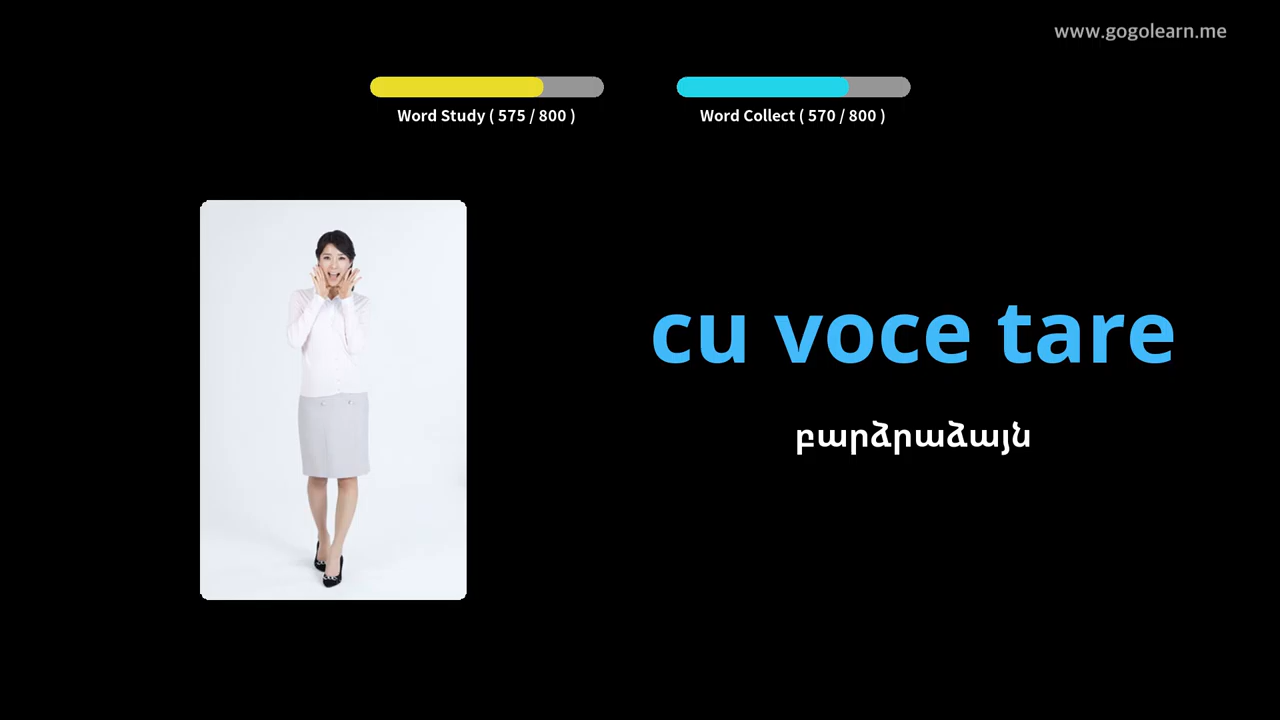 www.gogolearn.me
Word Study ( 575 / 800 )
Word Collect ( 570 / 800 )
cu voce tare
բարձրաձայն